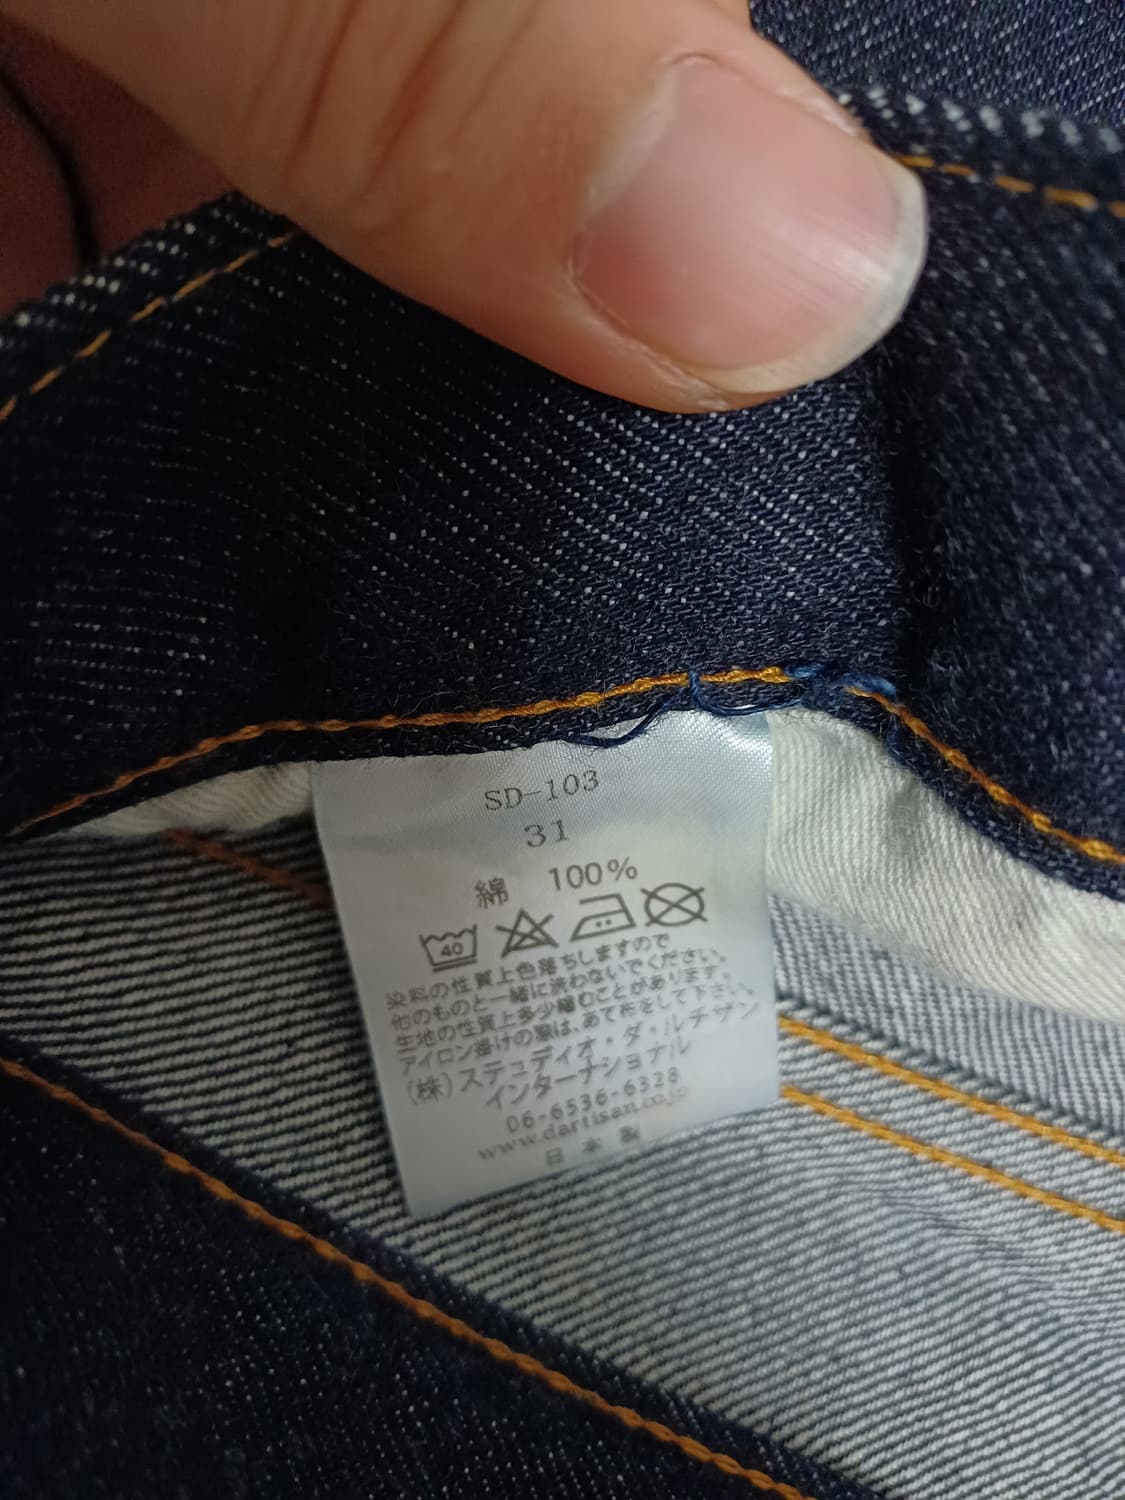 SD-103
31
綿 100%
40
染料の性質上色落ちしますので
他のものと一緒に洗わないでください。
生地の性質上多少縮むことがあります。
アイロン掛けの際は、あて布をして下さい。
(株)ステュディオ・ダ・ルチザン
インターナショナル
06-6536-6328
www.dartisan.co.jp
日本製